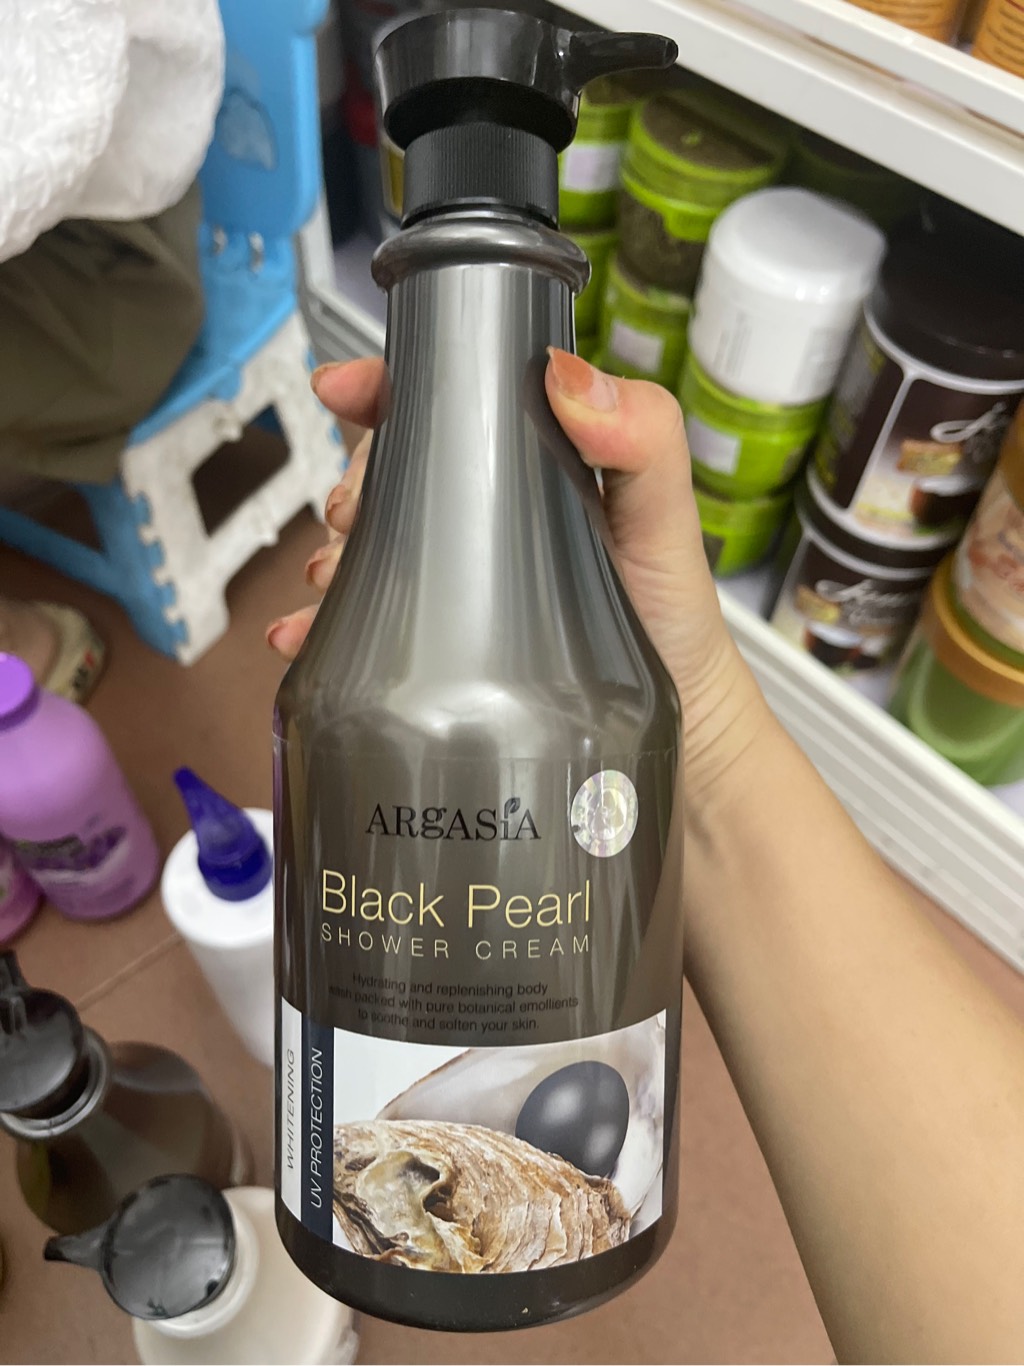 ARgASiA
Black Pearl
SHOWER CREAM
Hydrating and replenishing body
packed with pure botanical emollients
to soothe and soften your skin.
WHITENING
UV PROTECTION